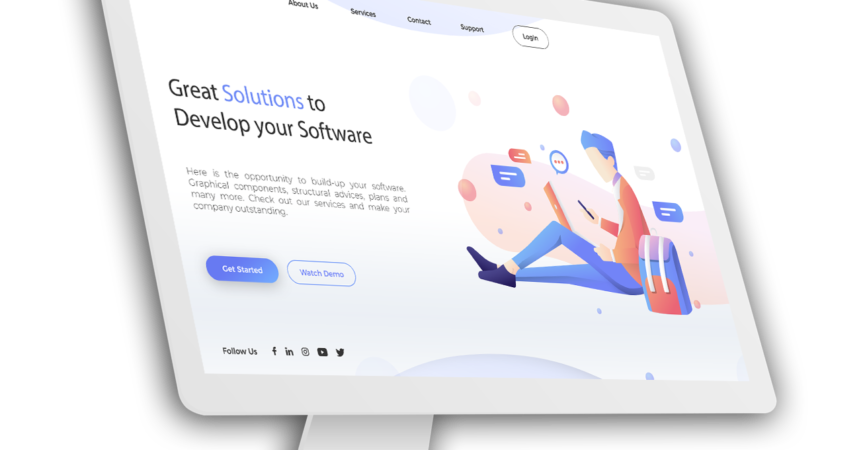 About Us
Services
Contact
Support
Login
Great Solutions to
Develop your Software
Here is the opportunity to build-up your software.
Graphical components, structural advices, plans and
many more. Check out our services and make your
company outstanding.
Get Started
Watch Demo
Follow Us